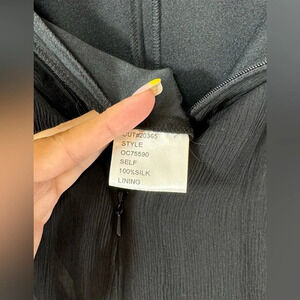 CUT#20365
STYLE
OC75590
SELF
100%SILK
LINING